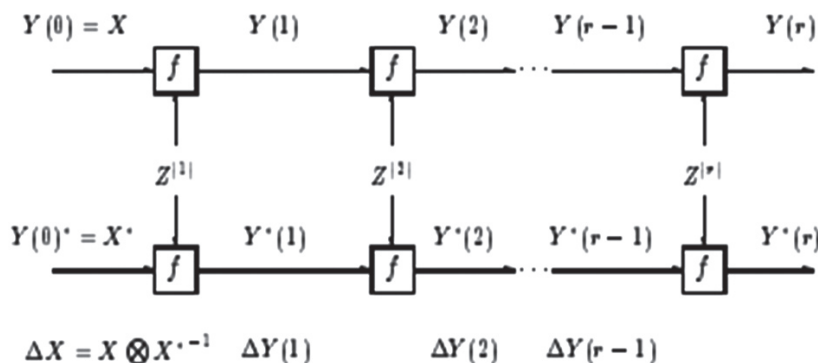 Y(0) = X Y(1) Y(2) Y(r − 1) Y(r)
f f ··· f
Z|1| Z|2| Z|r|
Y(0)* = X* Y*(1) Y*(2) Y*(r − 1) Y*(r)
f f ··· f
ΔX = X ⊗ X*⁻¹ ΔY(1) ΔY(2) ΔY(r − 1)